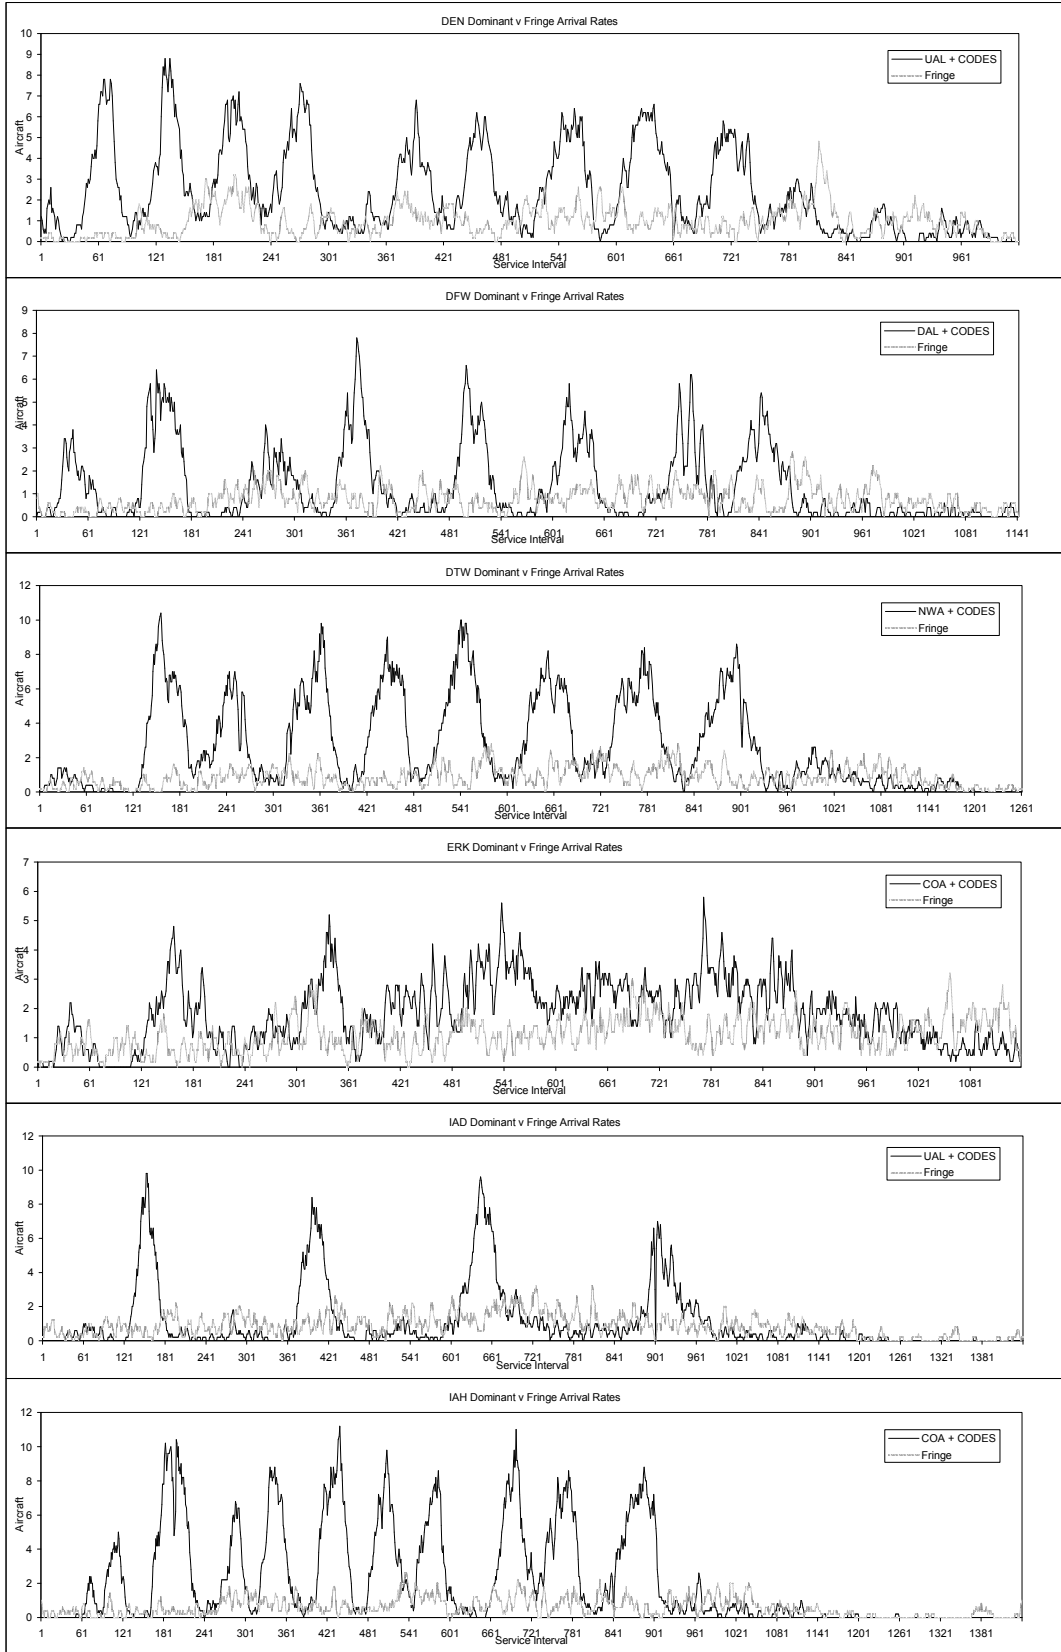 DEN Dominant v Fringe Arrival Rates
10
9
8
7
6
5
4
3
2
1
0
Aircraft
UAL + CODES
Fringe
1 61 121 181 241 301 361 421 481 541 601 661 721 781 841 901 961
Service Interval
DFW Dominant v Fringe Arrival Rates
9
8
7
6
5
4
3
2
1
0
Aircraft
DAL + CODES
Fringe
1 61 121 181 241 301 361 421 481 541 601 661 721 781 841 901 961 1021 1081 1141
Service Interval
DTW Dominant v Fringe Arrival Rates
12
10
8
6
4
2
0
Aircraft
NWA + CODES
Fringe
1 61 121 181 241 301 361 421 481 541 601 661 721 781 841 901 961 1021 1081 1141 1201 1261
Service Interval
ERK Dominant v Fringe Arrival Rates
7
6
5
4
3
2
1
0
Aircraft
COA + CODES
Fringe
1 61 121 181 241 301 361 421 481 541 601 661 721 781 841 901 961 1021 1081
Service Interval
IAD Dominant v Fringe Arrival Rates
12
10
8
6
4
2
0
Aircraft
UAL + CODES
Fringe
1 61 121 181 241 301 361 421 481 541 601 661 721 781 841 901 961 1021 1081 1141 1201 1261 1321 1381
Service Interval
IAH Dominant v Fringe Arrival Rates
12
10
8
6
4
2
0
Aircraft
COA + CODES
Fringe
1 61 121 181 241 301 361 421 481 541 601 661 721 781 841 901 961 1021 1081 1141 1201 1261 1321 1381
Service Interval